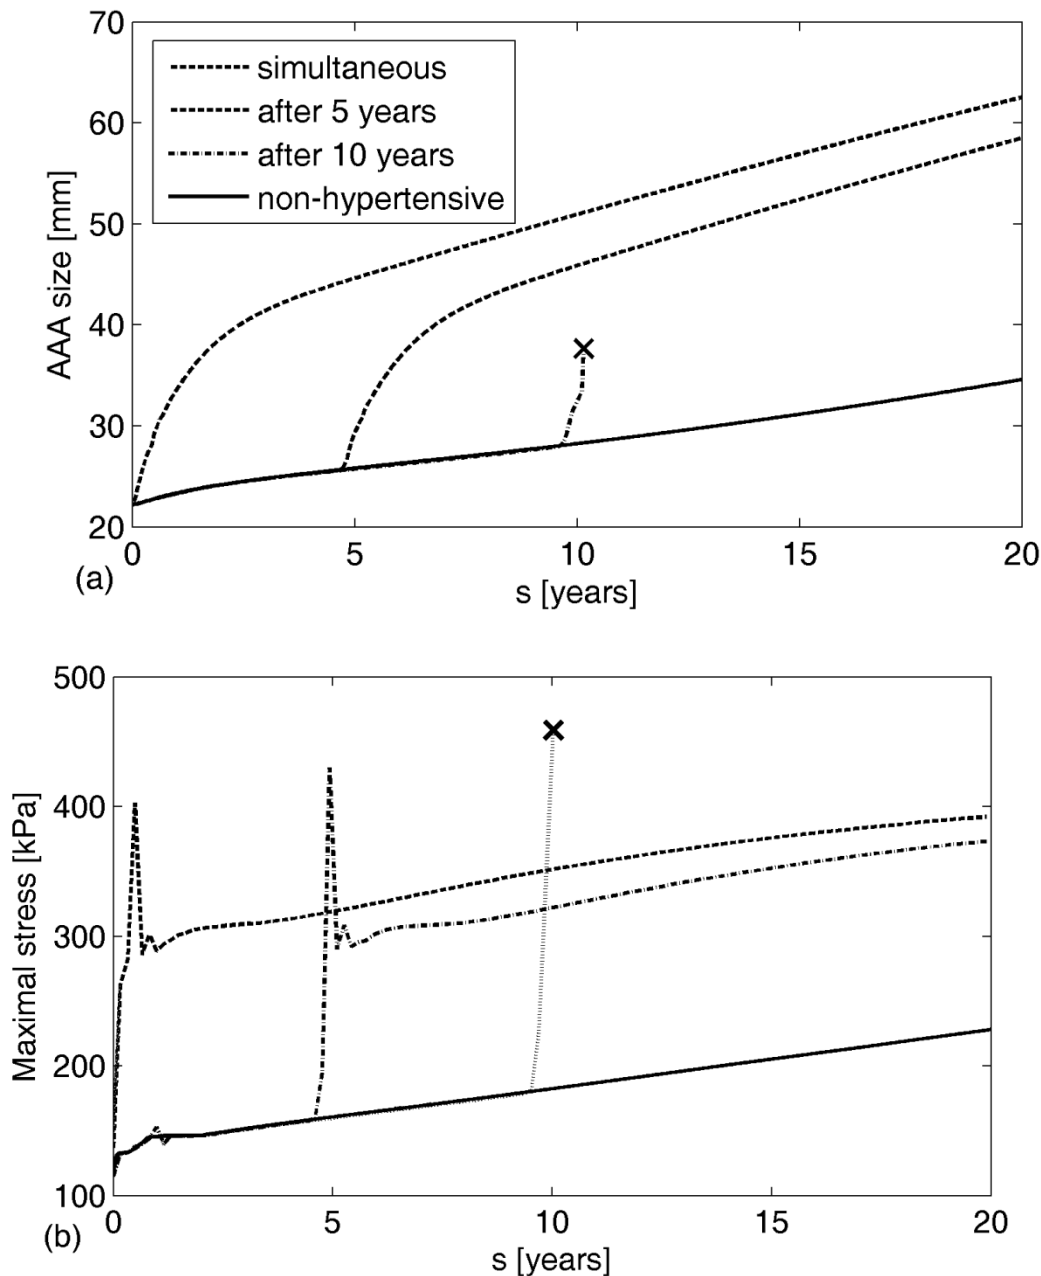 70
60
50
40
30
20
AAA size [mm]
simultaneous
after 5 years
after 10 years
non-hypertensive
0
5
10
15
20
(a)
s [years]
500
400
300
200
100
Maximal stress [kPa]
0
5
10
15
20
(b)
s [years]